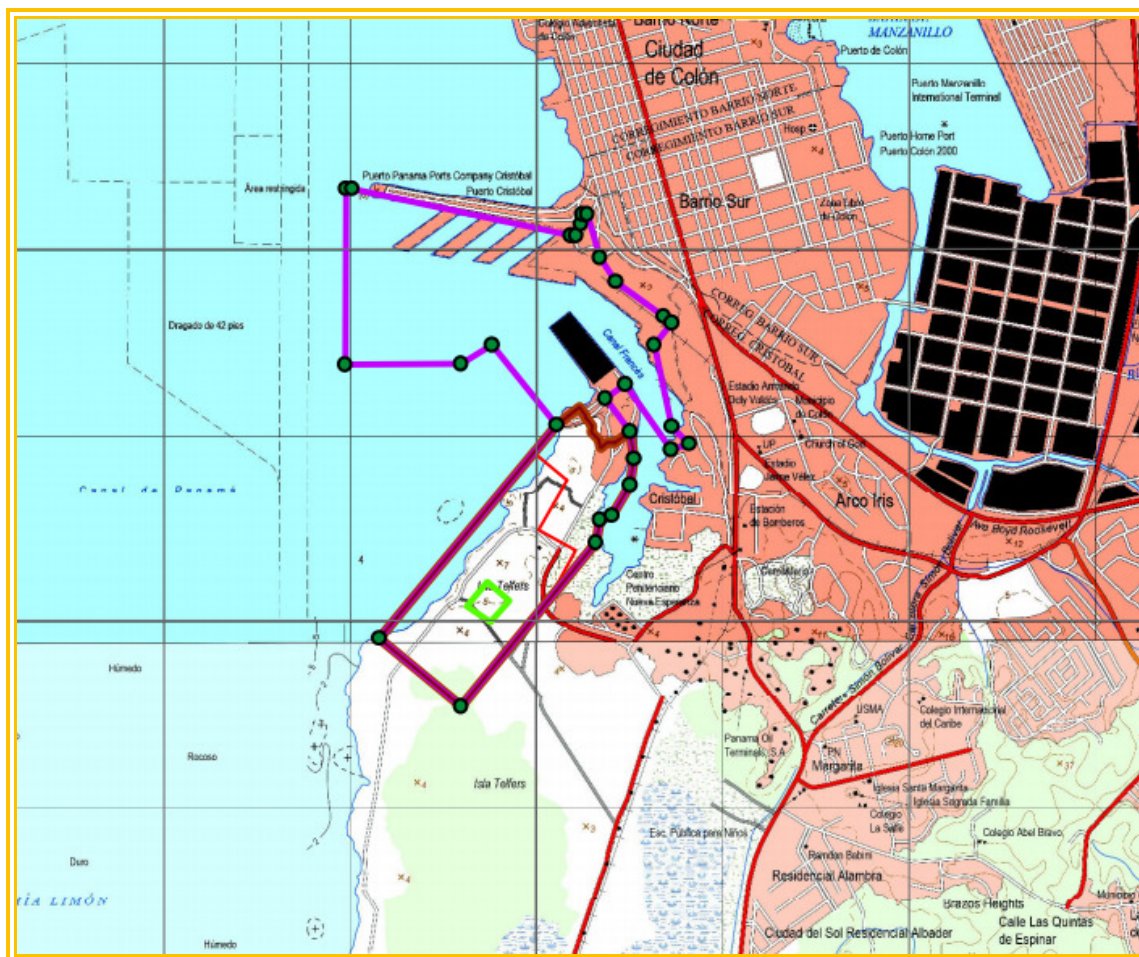 Barrio Norte
MANZANILLO
Ciudad
de Colón
Puerto de Colón
Puerto Manzanillo
International Terminal
CORREGIMIENTO BARRIO NORTE
CORREGIMIENTO BARRIO SUR
Hosp
Puerto Home Port
Puerto Colón 2000
Puerto Panama Ports Company Cristóbal
Puerto Cristóbal
Área restringida
Barrio Sur
Zona Libre
de Colón
CORREG BARRIO SUR
CORREG CRISTÓBAL
Dragado de 42 pies
Canal Francés
Estadio Armando
Dely Valdés
Municipio
de Colón
UP
Church of God
Estadio
Cristóbal
Arco Iris
Canal de Panamá
Estación
de Bomberos
Ave Boyd Roosevelt
Cementerio
Isla Telfers
Centro
Penitenciario
Nueva Esperanza
Carretera Simón Bolívar
Húmedo
USMA
Colegio Internacional
del Caribe
Rocoso
Panama Oil
Terminals, S.A
PN
Margarita
Isla Telfers
Iglesia Santa Margarita
Iglesia Sagrada Familia
Colegio
La Salle
Esc. Pública para Niños
Colegio Abel Bravo
Duro
Residencial Alambra
Brazos Heights
Municipio
ÍA LIMÓN
Calle Las Quintas
de Espinar
Ciudad del Sol Residencial Albader
Húmedo